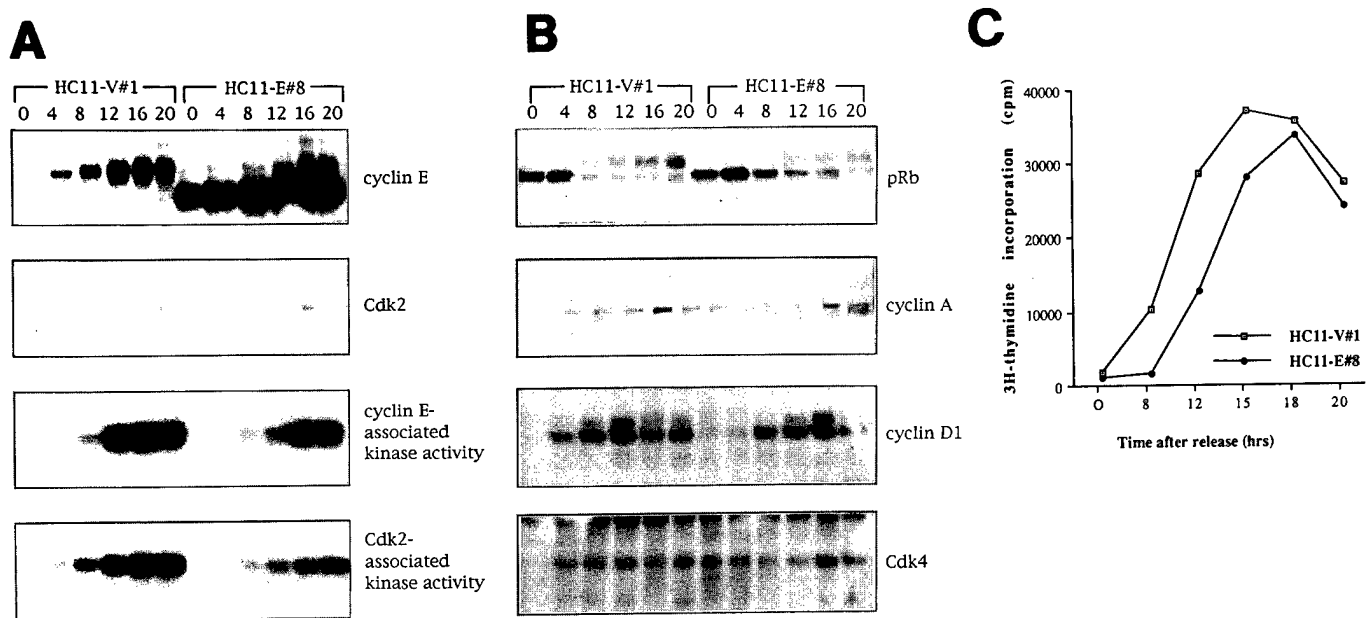 A
HC11-V#1 HC11-E#8
0 4 8 12 16 20 0 4 8 12 16 20
cyclin E
Cdk2
cyclin E-
associated
kinase activity
Cdk2-
associated
kinase activity
B
HC11-V#1 HC11-E#8
0 4 8 12 16 20 0 4 8 12 16 20
pRb
cyclin A
cyclin D1
Cdk4
C
3H-thymidine incorporation (cpm)
40000
30000
20000
10000
0
HC11-V#1
HC11-E#8
0 8 12 15 18 20
Time after release (hrs)